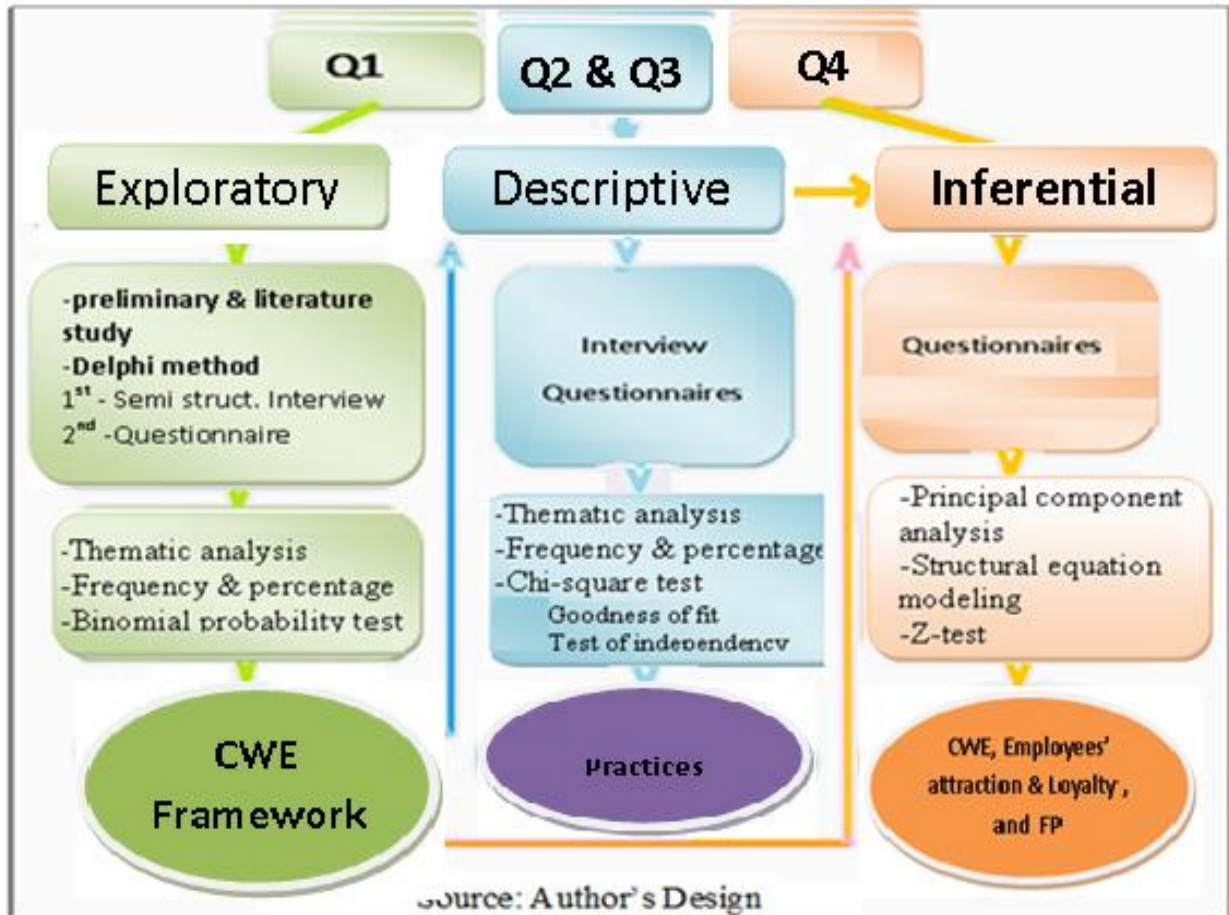 Q1
Q2 & Q3
Q4
Exploratory
Descriptive
Inferential
-preliminary & literature
study
-Delphi method
1st - Semi struct. Interview
2nd -Questionnaire
Interview
Questionnaires
Questionnaires
-Thematic analysis
-Frequency & percentage
-Binomial probability test
-Thematic analysis
-Frequency & percentage
-Chi-square test
Goodness of fit
Test of independency
-Principal component
analysis
-Structural equation
modeling
-Z-test
CWE
Framework
Practices
CWE, Employees'
attraction & Loyalty ,
and FP
Source: Author's Design